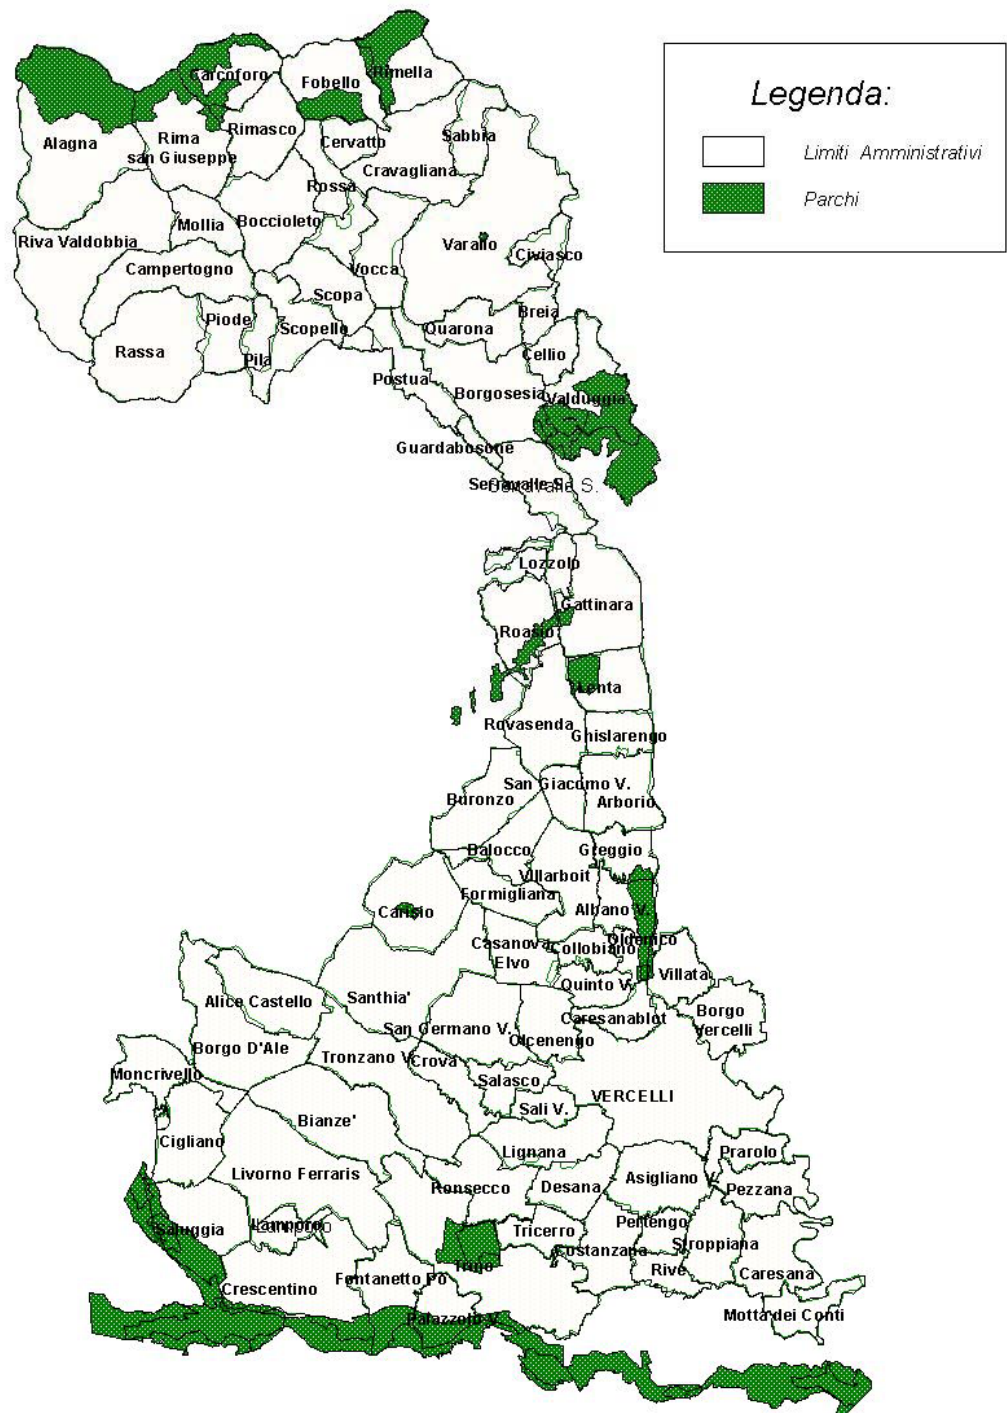 Legenda:
Limiti Amministrativi
Parchi
Carcoforo
Fobello
Rimella
Alagna
Rima
san Giuseppe
Rimasco
Cervatto
Sabbia
Cravagliana
Rossa
Mollia
Boccioleto
Riva Valdobbia
Varallo
Civiasco
Campertogno
Vocca
Scopa
Piode
Scopello
Quarona
Breia
Rassa
Pila
Cellio
Postua
Borgosesia
Valduggia
Guardabosone
Serravalle S.
Serravalle S.
Lozzolo
Gattinara
Roasio
Lenta
Rovasenda
Ghislarengo
San Giacomo V.
Buronzo
Arborio
Balocco
Greggio
Villarboit
Formigliana
Carisio
Albano V.
Casanova
Elvo
Collobiano
Oldenico
Villata
Quinto V.
Alice Castello
Santhia'
Borgo
Vercelli
San Germano V.
Caresanablot
Olcenengo
Borgo D'Ale
Tronzano V.
Crova
Moncrivello
Salasco
VERCELLI
Sali V.
Bianze'
Cigliano
Lignana
Prarolo
Livorno Ferraris
Ronsecco
Desana
Asigliano V.
Pezzana
Saluggia
Lamporo
Lamporo
Tricerro
Pertengo
Costanzana
Stroppiana
Trino
Rive
Caresana
Crescentino
Fontanetto Po
Palazzolo V.
Motta dei Conti